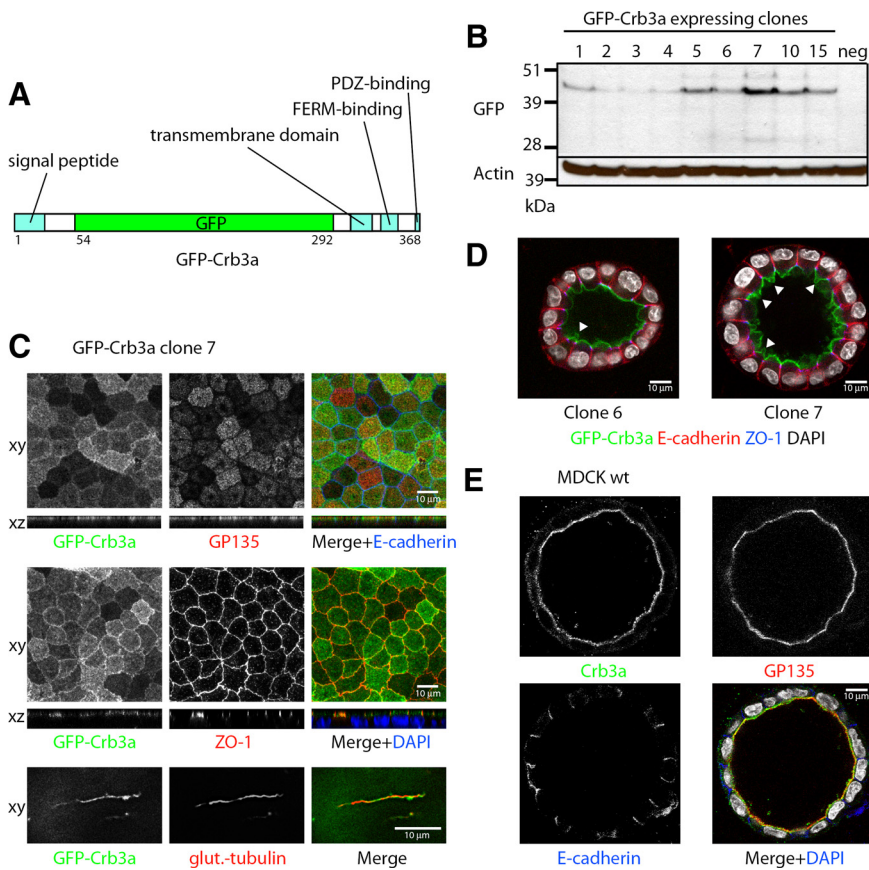 A
PDZ-binding
FERM-binding
transmembrane domain
signal peptide
GFP
1 54 292 368
GFP-Crb3a
B
GFP-Crb3a expressing clones
1 2 3 4 5 6 7 10 15 neg
51
GFP
39
28
Actin
39
kDa
C
GFP-Crb3a clone 7
xy
10 µm
xz
GFP-Crb3a GP135 Merge+E-cadherin
xy
10 µm
xz
GFP-Crb3a ZO-1 Merge+DAPI
xy
10 µm
GFP-Crb3a glut.-tubulin Merge
D
10 µm 10 µm
Clone 6 Clone 7
GFP-Crb3a E-cadherin ZO-1 DAPI
E
MDCK wt
Crb3a GP135
10 µm
E-cadherin Merge+DAPI